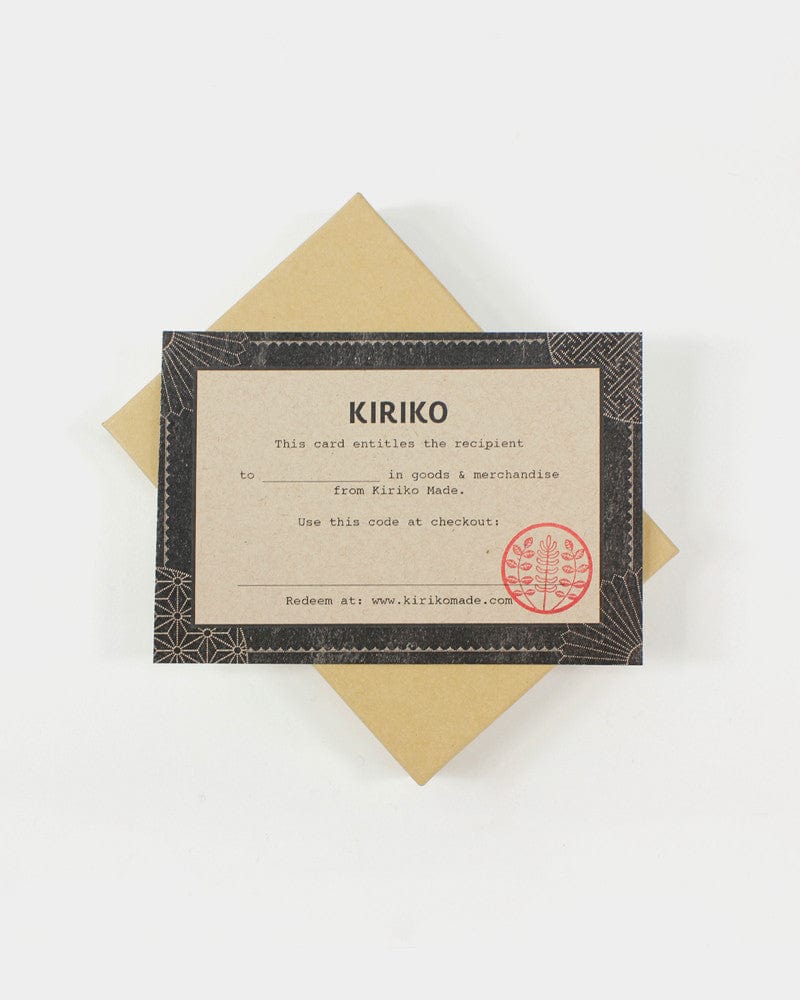 KIRIKO
This card entitles the recipient
to ________________ in goods & merchandise
from Kiriko Made.
Use this code at checkout:
Redeem at: www.kirikomade.com